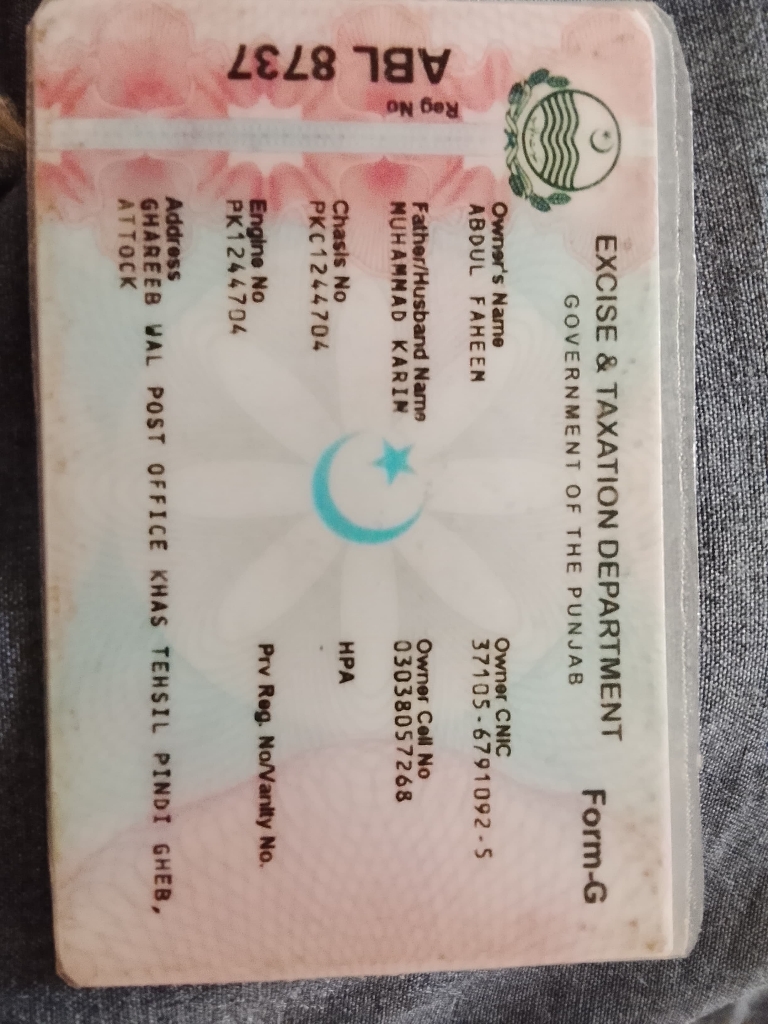 EXCISE & TAXATION DEPARTMENT Form-G
GOVERNMENT OF THE PUNJAB
Reg No
ABL 8737
Owner's Name Owner CNIC
ABDUL FAHEEM 37105-6791092-5
Father/Husband Name Owner Cell No
MUHAMMAD KARIM 03038057268
Chasis No HPA
PKC1244704
Engine No Prv Reg. No/Vanity No.
PK1244704
Address
GHAREEB WAL POST OFFICE KHAS TEHSIL PINDI GHEB,
ATTOCK